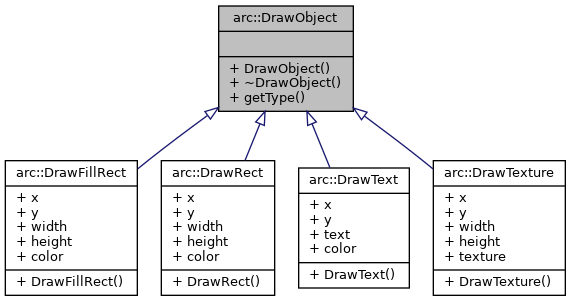 arc::DrawObject
+ DrawObject()
+ ~DrawObject()
+ getType()
arc::DrawFillRect
+ x
+ y
+ width
+ height
+ color
+ DrawFillRect()
arc::DrawRect
+ x
+ y
+ width
+ height
+ color
+ DrawRect()
arc::DrawText
+ x
+ y
+ text
+ color
+ DrawText()
arc::DrawTexture
+ x
+ y
+ width
+ height
+ texture
+ DrawTexture()